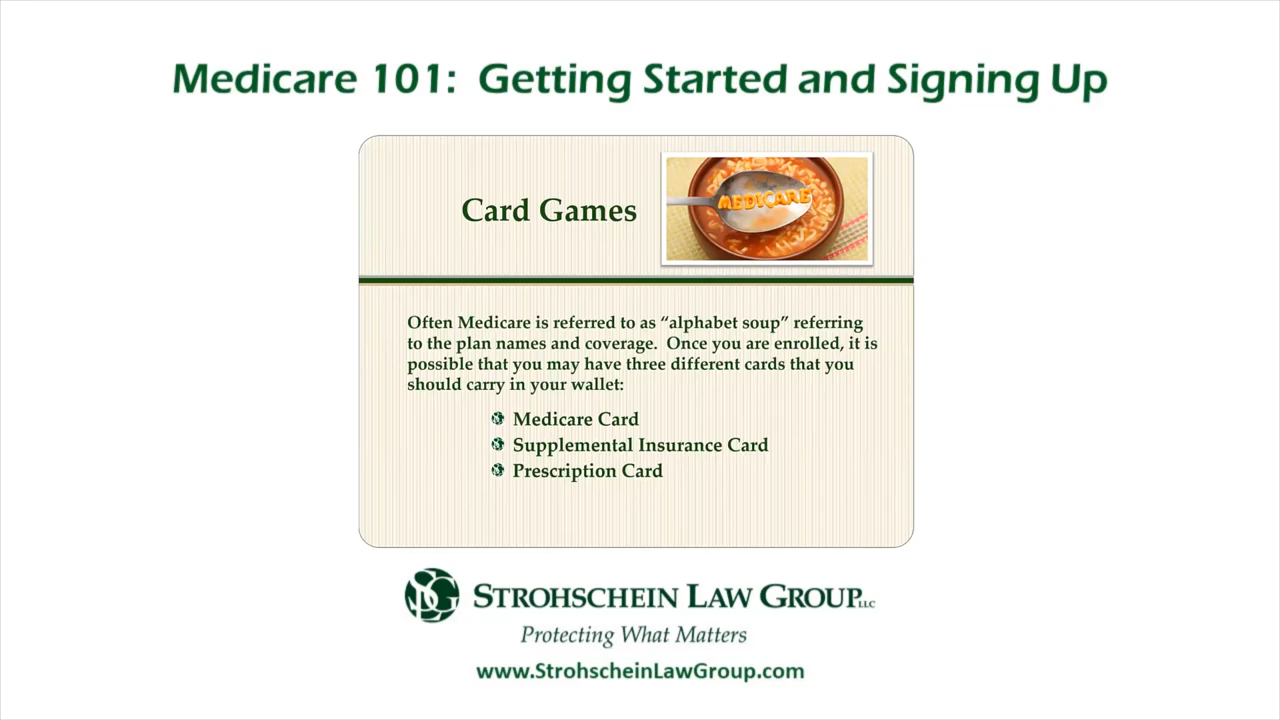 Medicare 101: Getting Started and Signing Up
Card Games
MEDICARE
Often Medicare is referred to as “alphabet soup” referring
to the plan names and coverage. Once you are enrolled, it is
possible that you may have three different cards that you
should carry in your wallet:
Medicare Card
Supplemental Insurance Card
Prescription Card
STROHSCHEIN LAW GROUP, LLC
Protecting What Matters
www.StrohscheinLawGroup.com